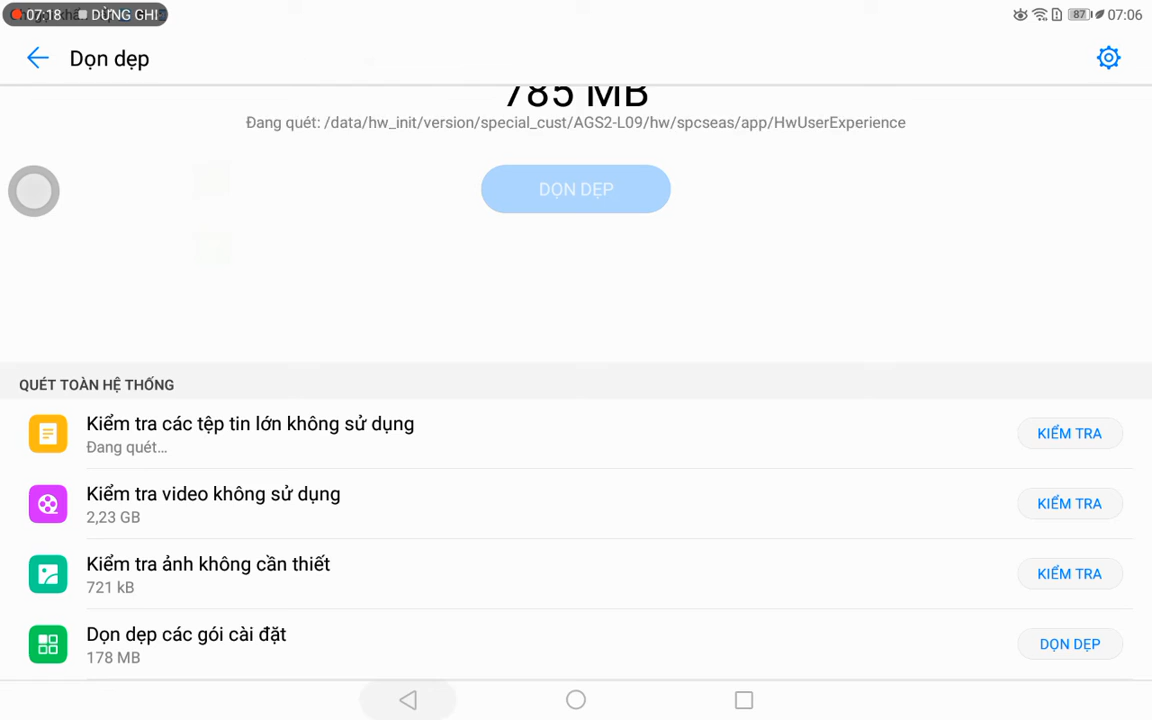 07:18 DỪNG GHI
87 07:06
Dọn dẹp
785 MB
Đang quét: /data/hw_init/version/special_cust/AGS2-L09/hw/spcseas/app/HwUserExperience
DỌN DẸP
QUÉT TOÀN HỆ THỐNG
Kiểm tra các tệp tin lớn không sử dụng
Đang quét...
KIỂM TRA
Kiểm tra video không sử dụng
2,23 GB
KIỂM TRA
Kiểm tra ảnh không cần thiết
721 kB
KIỂM TRA
Dọn dẹp các gói cài đặt
178 MB
DỌN DẸP